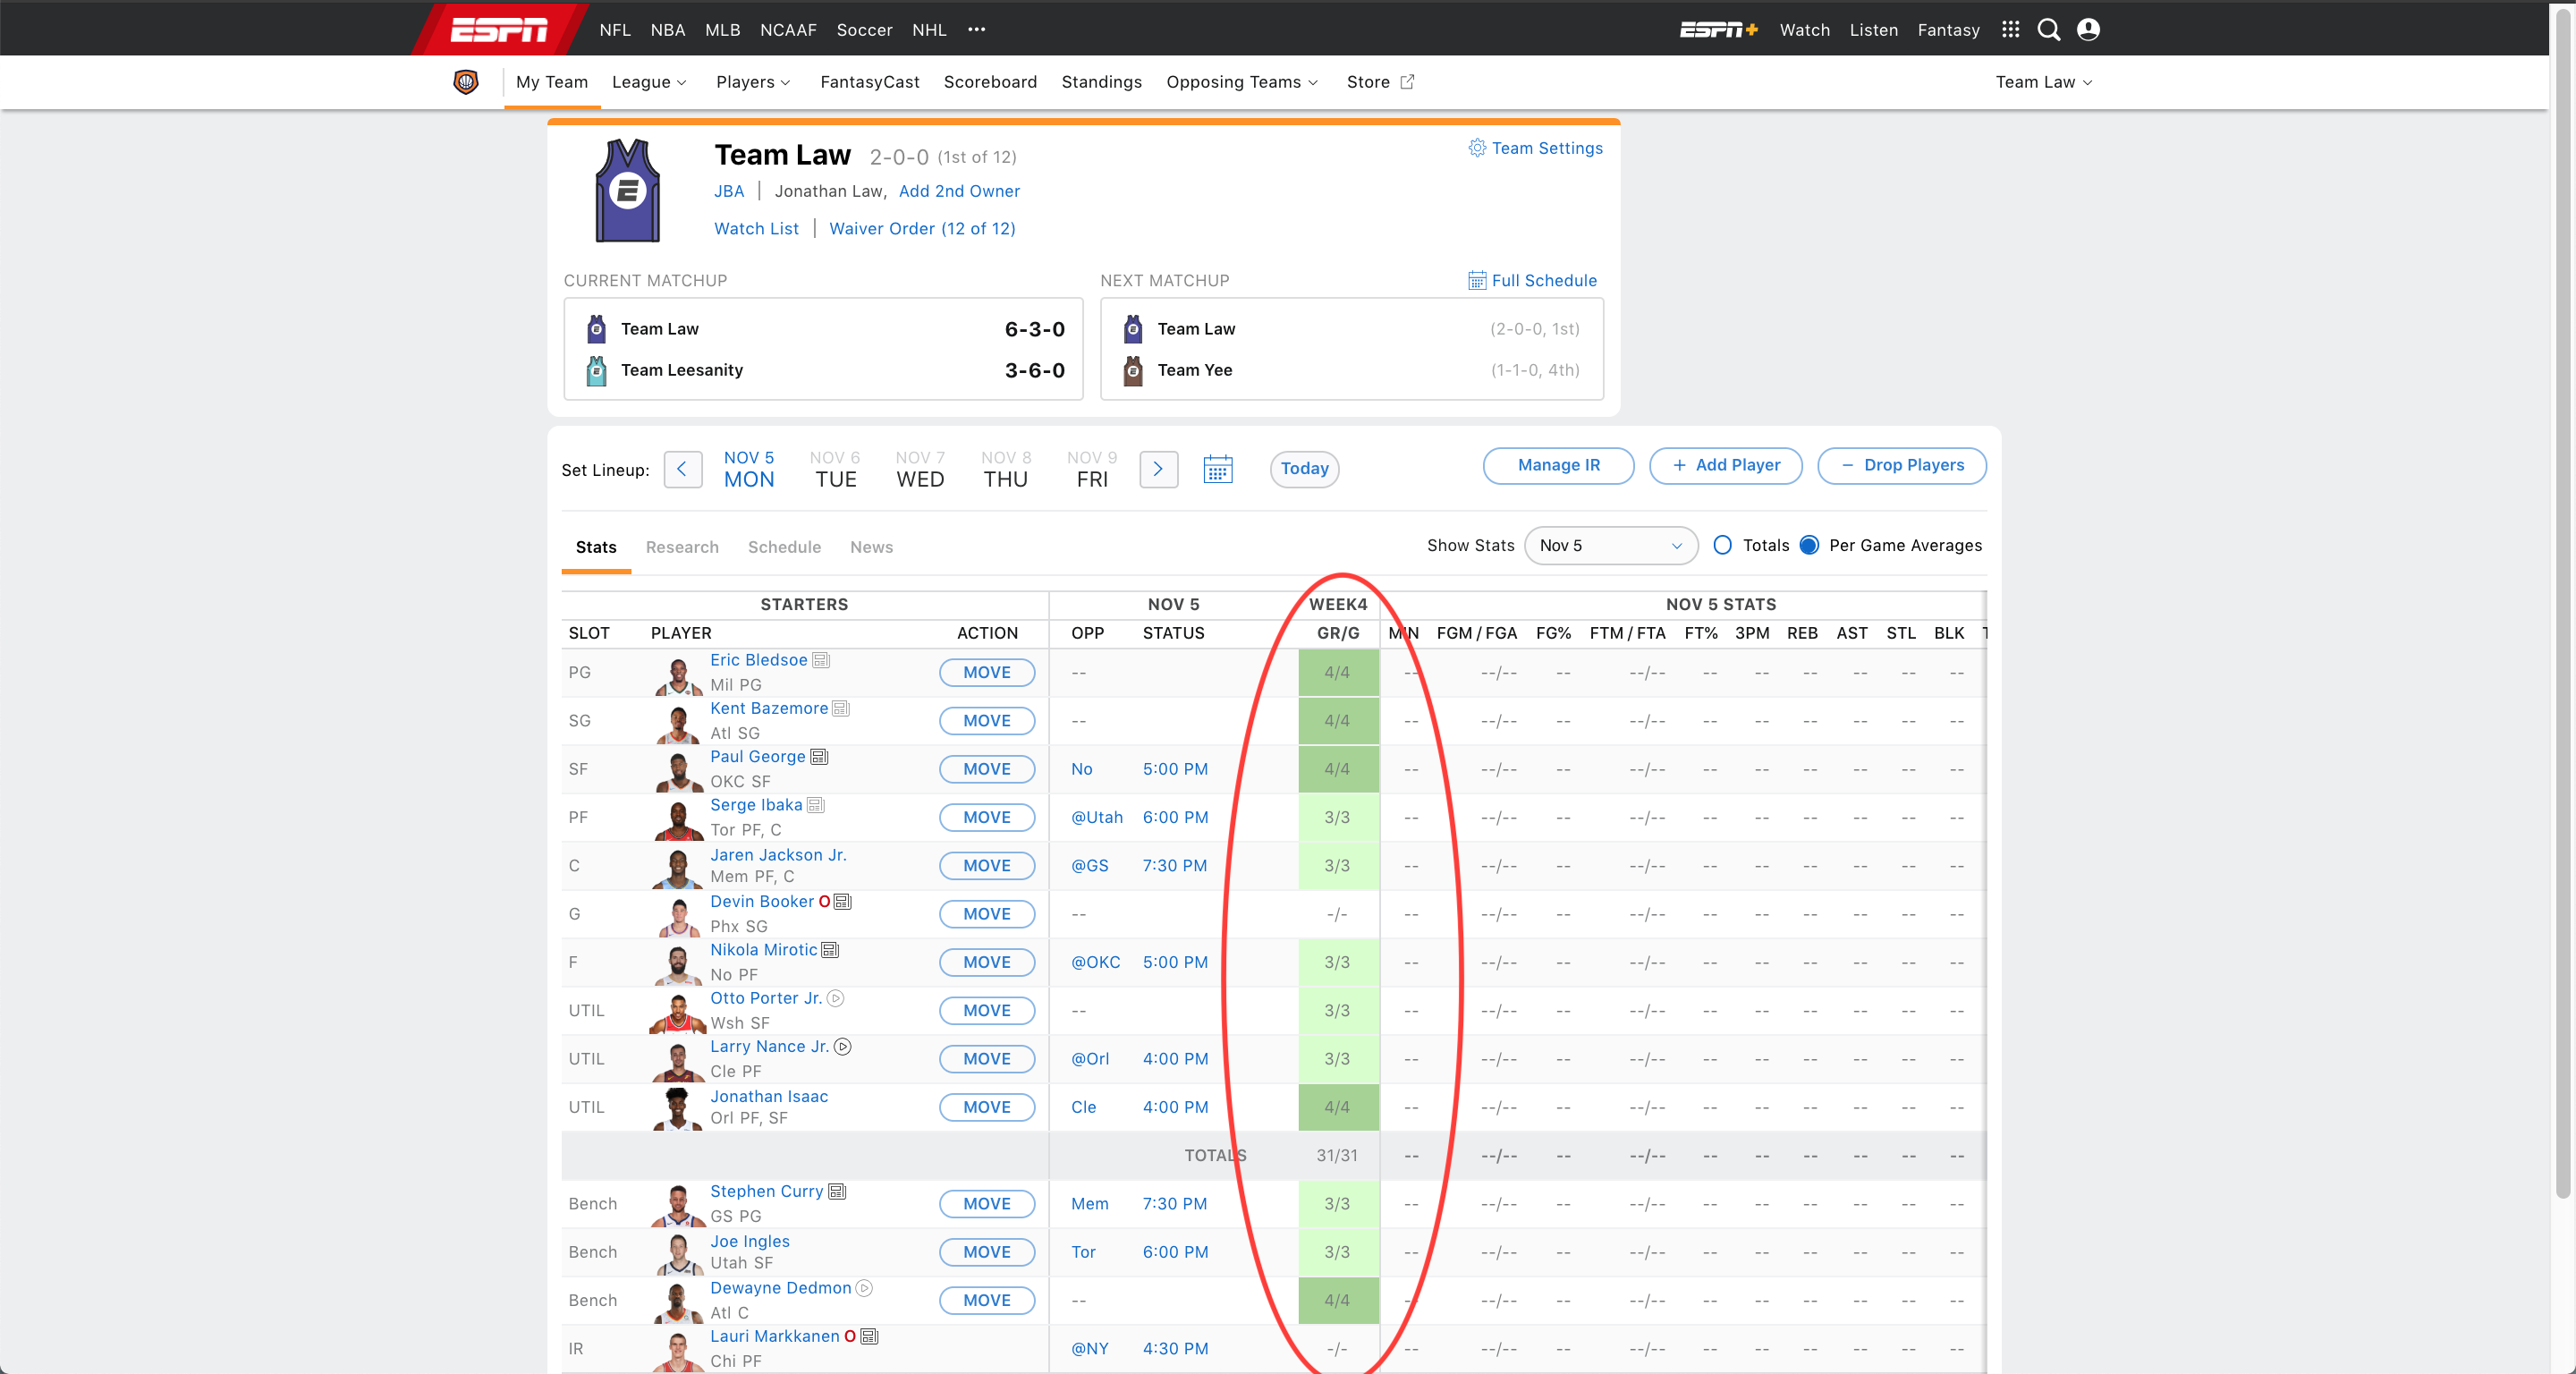 ESPN NFL NBA MLB NCAAF Soccer NHL ••• ESPN+ Watch Listen Fantasy
My Team League Players FantasyCast Scoreboard Standings Opposing Teams Store Team Law
Team Law 2-0-0 (1st of 12) Team Settings
JBA | Jonathan Law, Add 2nd Owner
Watch List | Waiver Order (12 of 12)
CURRENT MATCHUP NEXT MATCHUP Full Schedule
Team Law 6-3-0 Team Law (2-0-0, 1st)
Team Leesanity 3-6-0 Team Yee (1-1-0, 4th)
NOV 5 NOV 6 NOV 7 NOV 8 NOV 9
Set Lineup: MON TUE WED THU FRI Today Manage IR + Add Player − Drop Players
Stats Research Schedule News Show Stats Nov 5 Totals Per Game Averages
STARTERS NOV 5 WEEK4 NOV 5 STATS
SLOT PLAYER ACTION OPP STATUS GR/G MIN FGM / FGA FG% FTM / FTA FT% 3PM REB AST STL BLK
PG Eric Bledsoe MOVE -- 4/4 -- --/-- -- --/-- -- -- -- -- -- --
Mil PG
SG Kent Bazemore MOVE -- 4/4 -- --/-- -- --/-- -- -- -- -- -- --
Atl SG
SF Paul George MOVE No 5:00 PM 4/4 -- --/-- -- --/-- -- -- -- -- -- --
OKC SF
PF Serge Ibaka MOVE @Utah 6:00 PM 3/3 -- --/-- -- --/-- -- -- -- -- -- --
Tor PF, C
C Jaren Jackson Jr. MOVE @GS 7:30 PM 3/3 -- --/-- -- --/-- -- -- -- -- -- --
Mem PF, C
G Devin Booker O MOVE -- -/- -- --/-- -- --/-- -- -- -- -- -- --
Phx SG
F Nikola Mirotic MOVE @OKC 5:00 PM 3/3 -- --/-- -- --/-- -- -- -- -- -- --
No PF
UTIL Otto Porter Jr. MOVE -- 3/3 -- --/-- -- --/-- -- -- -- -- -- --
Wsh SF
UTIL Larry Nance Jr. MOVE @Orl 4:00 PM 3/3 -- --/-- -- --/-- -- -- -- -- -- --
Cle PF
UTIL Jonathan Isaac MOVE Cle 4:00 PM 4/4 -- --/-- -- --/-- -- -- -- -- -- --
Orl PF, SF
TOTALS 31/31 -- --/-- -- --/-- -- -- -- -- -- --
Bench Stephen Curry MOVE Mem 7:30 PM 3/3 -- --/-- -- --/-- -- -- -- -- -- --
GS PG
Bench Joe Ingles MOVE Tor 6:00 PM 3/3 -- --/-- -- --/-- -- -- -- -- -- --
Utah SF
Bench Dewayne Dedmon MOVE -- 4/4 -- --/-- -- --/-- -- -- -- -- -- --
Atl C
IR Lauri Markkanen O @NY 4:30 PM -/- -- --/-- -- --/-- -- -- -- -- -- --
Chi PF